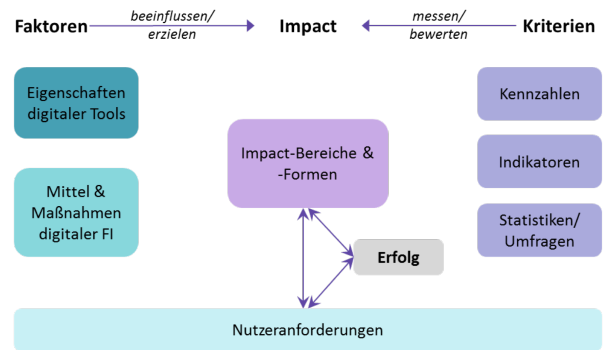 Faktoren
beeinflussen/
erzielen
Impact
messen/
bewerten
Kriterien
Eigenschaften
digitaler Tools
Mittel &
Maßnahmen
digitaler FI
Impact-Bereiche &
-Formen
Erfolg
Kennzahlen
Indikatoren
Statistiken/
Umfragen
Nutzeranforderungen